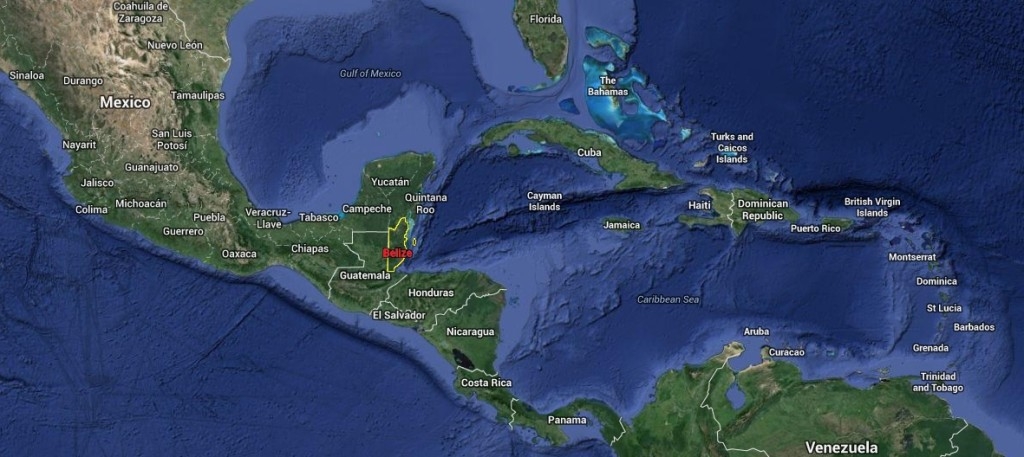 Coahuila de
Zaragoza
Florida
Nuevo León
Gulf of Mexico
Sinaloa
Durango
The
Bahamas
Mexico
Tamaulipas
San Luis
Potosí
Turks and
Caicos
Islands
Nayarit
Cuba
Guanajuato
Yucatán
Jalisco
Quintana
Roo
Cayman
Islands
Haiti
Dominican
Republic
British Virgin
Islands
Colima
Michoacán
Puebla
Veracruz-
Llave
Tabasco
Campeche
Guerrero
Jamaica
Puerto Rico
Chiapas
Oaxaca
Belize
Montserrat
Guatemala
Dominica
Honduras
Caribbean Sea
St Lucia
El Salvador
Barbados
Nicaragua
Aruba
Curacao
Grenada
Costa Rica
Trinidad
and Tobago
Panama
Venezuela